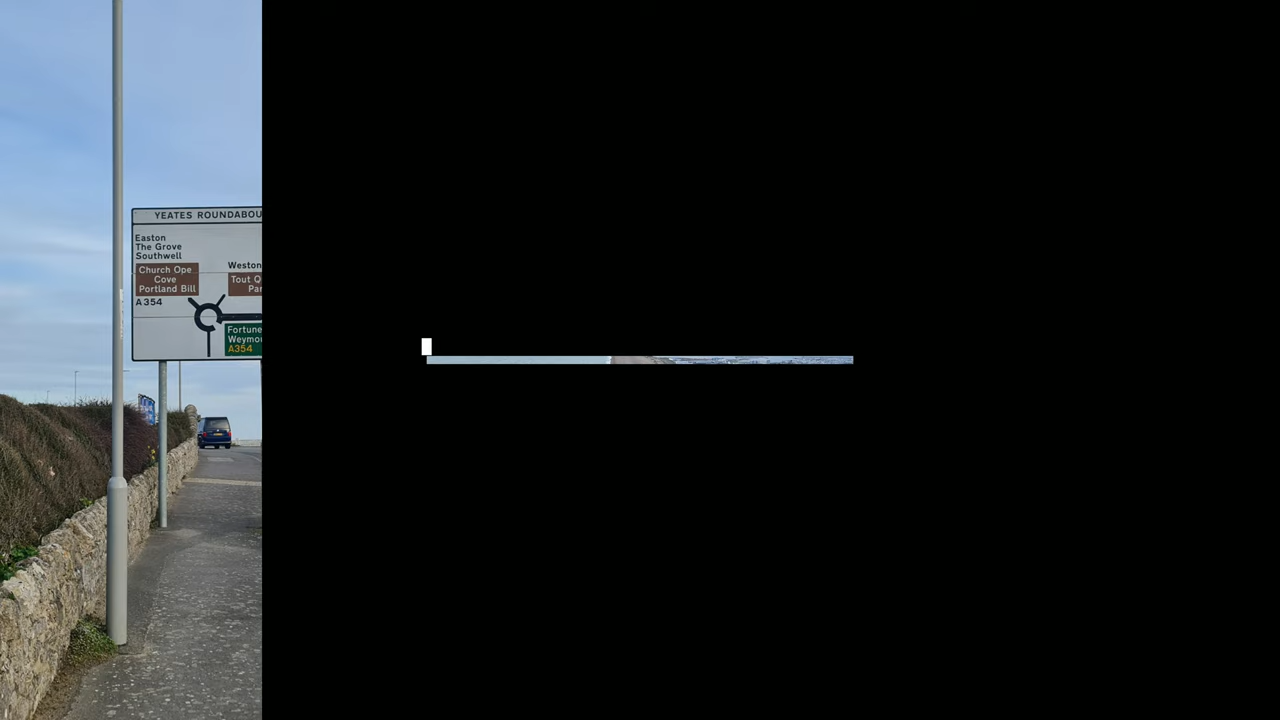 YEATES ROUNDABOU
Easton
The Grove
Southwell
Church Ope
Cove
Portland Bill
A354
Weston
Tout Q
Par
Fortune
Weymo
A354